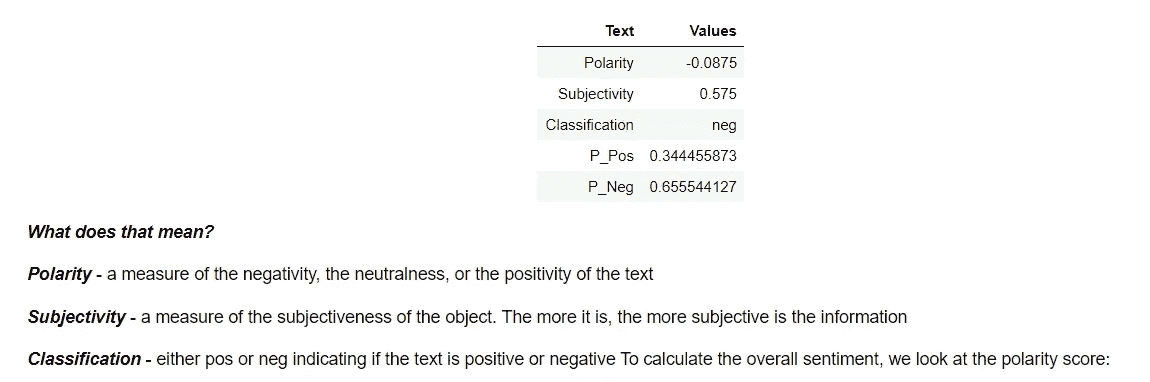 Text Values
Polarity -0.0875
Subjectivity 0.575
Classification neg
P_Pos 0.344455873
P_Neg 0.655544127
What does that mean?
Polarity - a measure of the negativity, the neutralness, or the positivity of the text
Subjectivity - a measure of the subjectiveness of the object. The more it is, the more subjective is the information
Classification - either pos or neg indicating if the text is positive or negative To calculate the overall sentiment, we look at the polarity score: